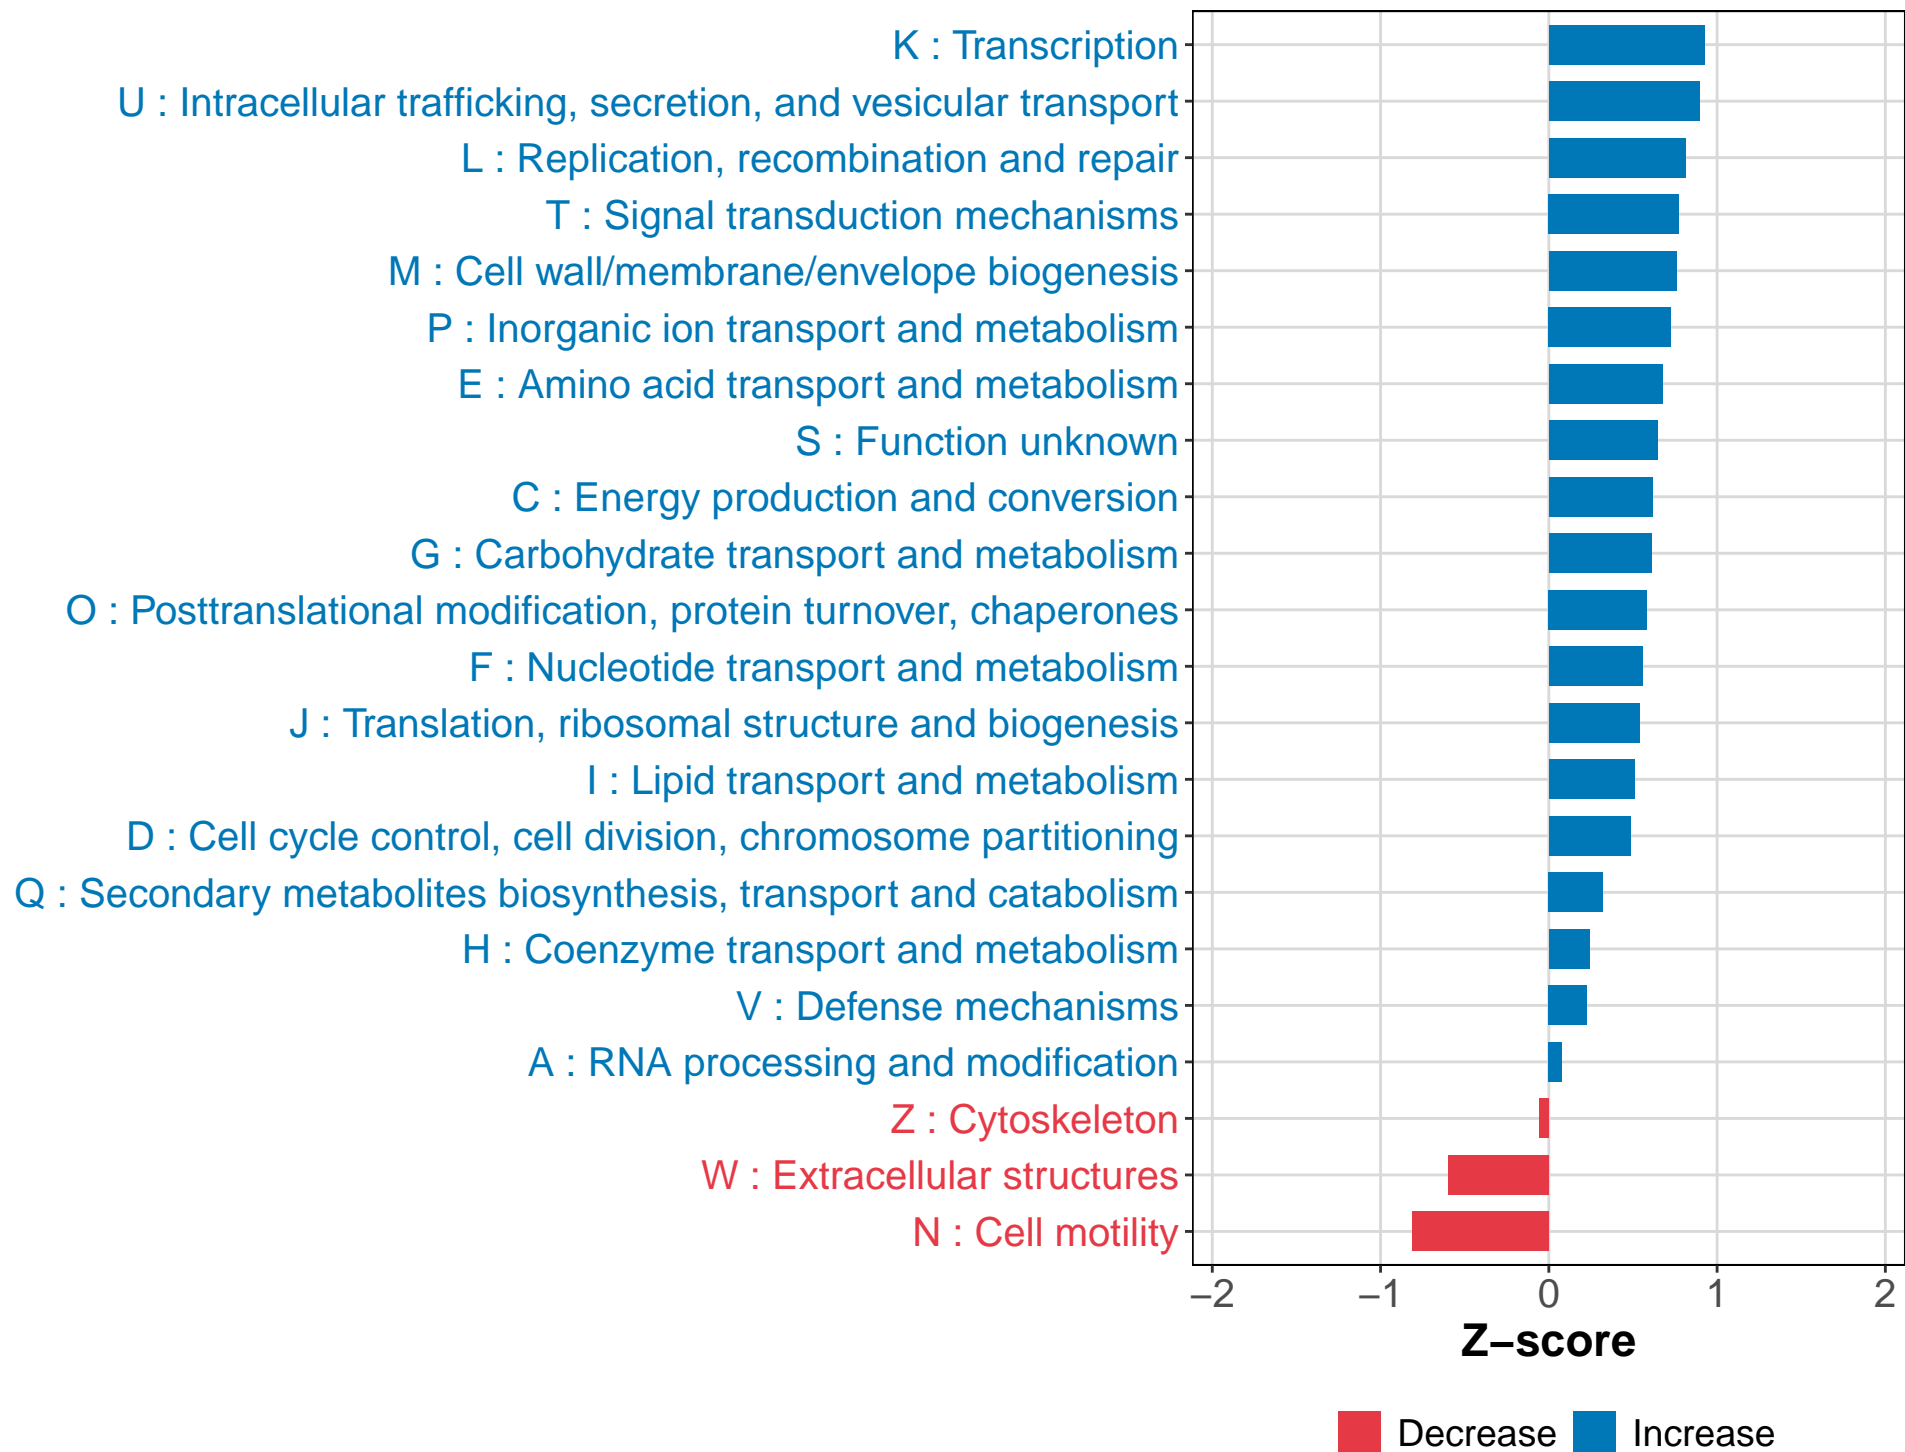 K : Transcription
U : Intracellular trafficking, secretion, and vesicular transport
L : Replication, recombination and repair
T : Signal transduction mechanisms
M : Cell wall/membrane/envelope biogenesis
P : Inorganic ion transport and metabolism
E : Amino acid transport and metabolism
S : Function unknown
C : Energy production and conversion
G : Carbohydrate transport and metabolism
O : Posttranslational modification, protein turnover, chaperones
F : Nucleotide transport and metabolism
J : Translation, ribosomal structure and biogenesis
I : Lipid transport and metabolism
D : Cell cycle control, cell division, chromosome partitioning
Q : Secondary metabolites biosynthesis, transport and catabolism
H : Coenzyme transport and metabolism
V : Defense mechanisms
A : RNA processing and modification
Z : Cytoskeleton
W : Extracellular structures
N : Cell motility
−2 −1 0 1 2
Z−score
Decrease Increase